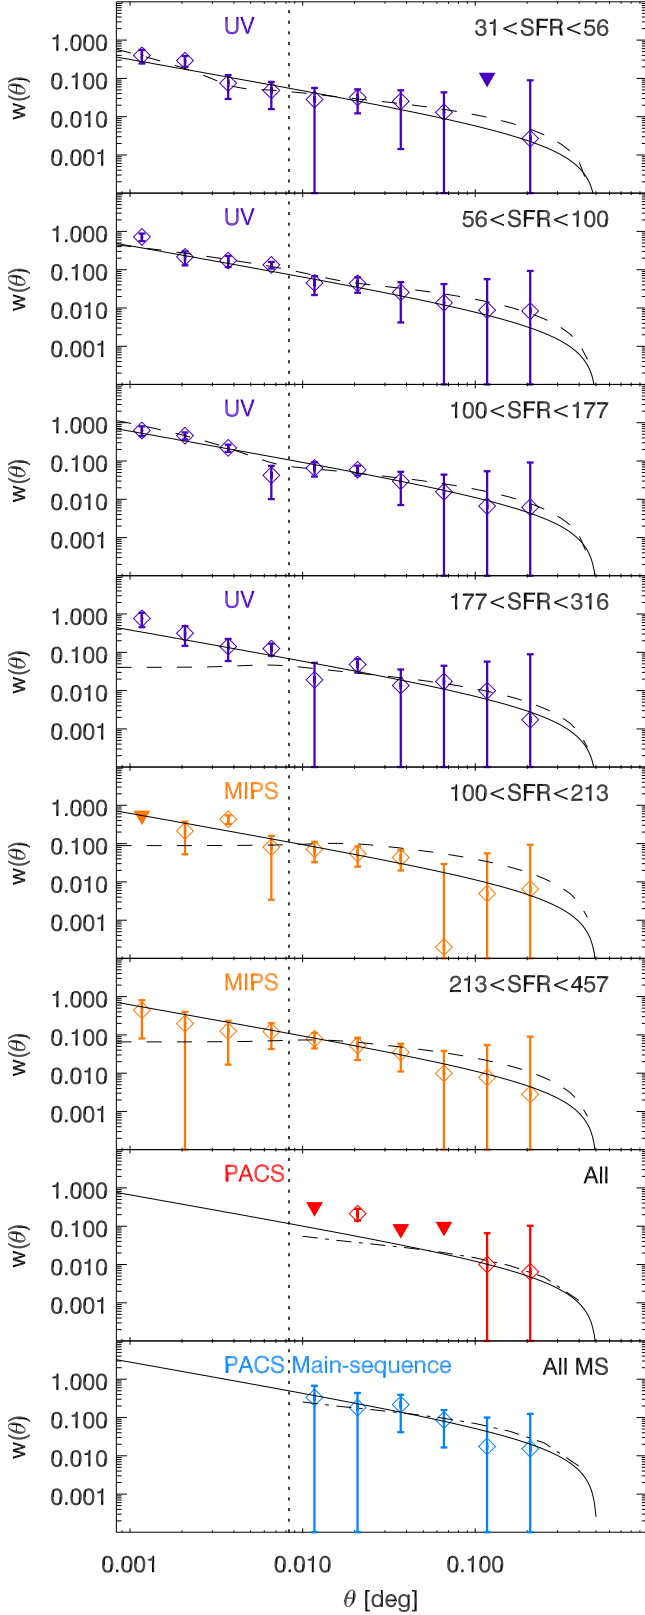 UV 31<SFR<56
1.000
0.100
0.010
0.001
w(θ)
UV 56<SFR<100
1.000
0.100
0.010
0.001
w(θ)
UV 100<SFR<177
1.000
0.100
0.010
0.001
w(θ)
UV 177<SFR<316
1.000
0.100
0.010
0.001
w(θ)
MIPS 100<SFR<213
1.000
0.100
0.010
0.001
w(θ)
MIPS 213<SFR<457
1.000
0.100
0.010
0.001
w(θ)
PACS All
1.000
0.100
0.010
0.001
w(θ)
PACS Main-sequence All MS
1.000
0.100
0.010
0.001
w(θ)
0.001 0.010 0.100
θ [deg]